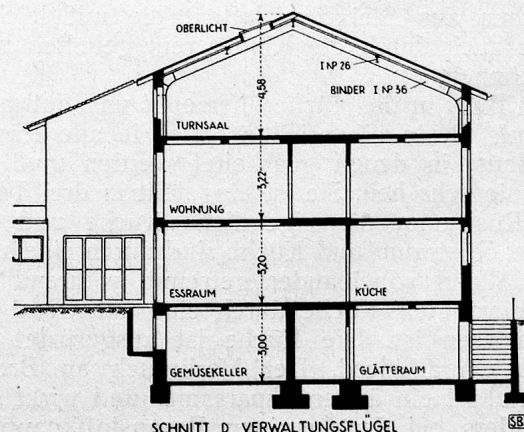 OBERLICHT
4,58
I NP 26
BINDER I NP 36
TURNSAAL
3,22
WOHNUNG
3,20
ESSRAUM
KÜCHE
3,00
GEMÜSEKELLER
GLÄTTERAUM
SCHNITT D. VERWALTUNGSFLÜGEL
SB